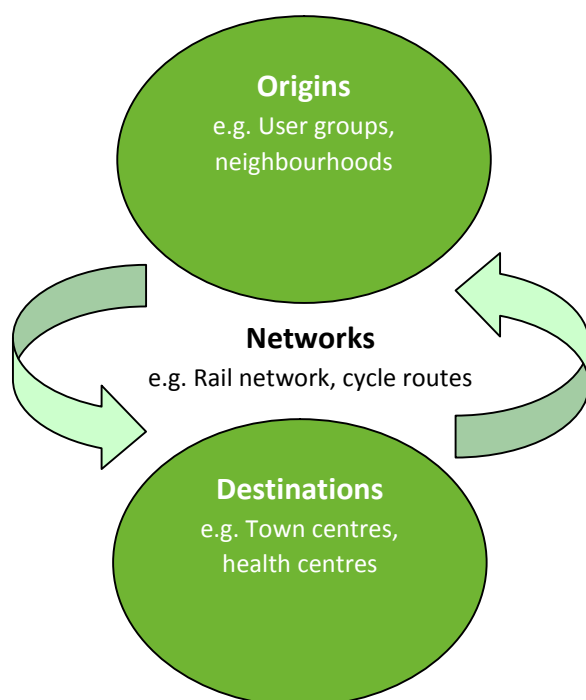 Origins
e.g. User groups,
neighbourhoods
Networks
e.g. Rail network, cycle routes
Destinations
e.g. Town centres,
health centres